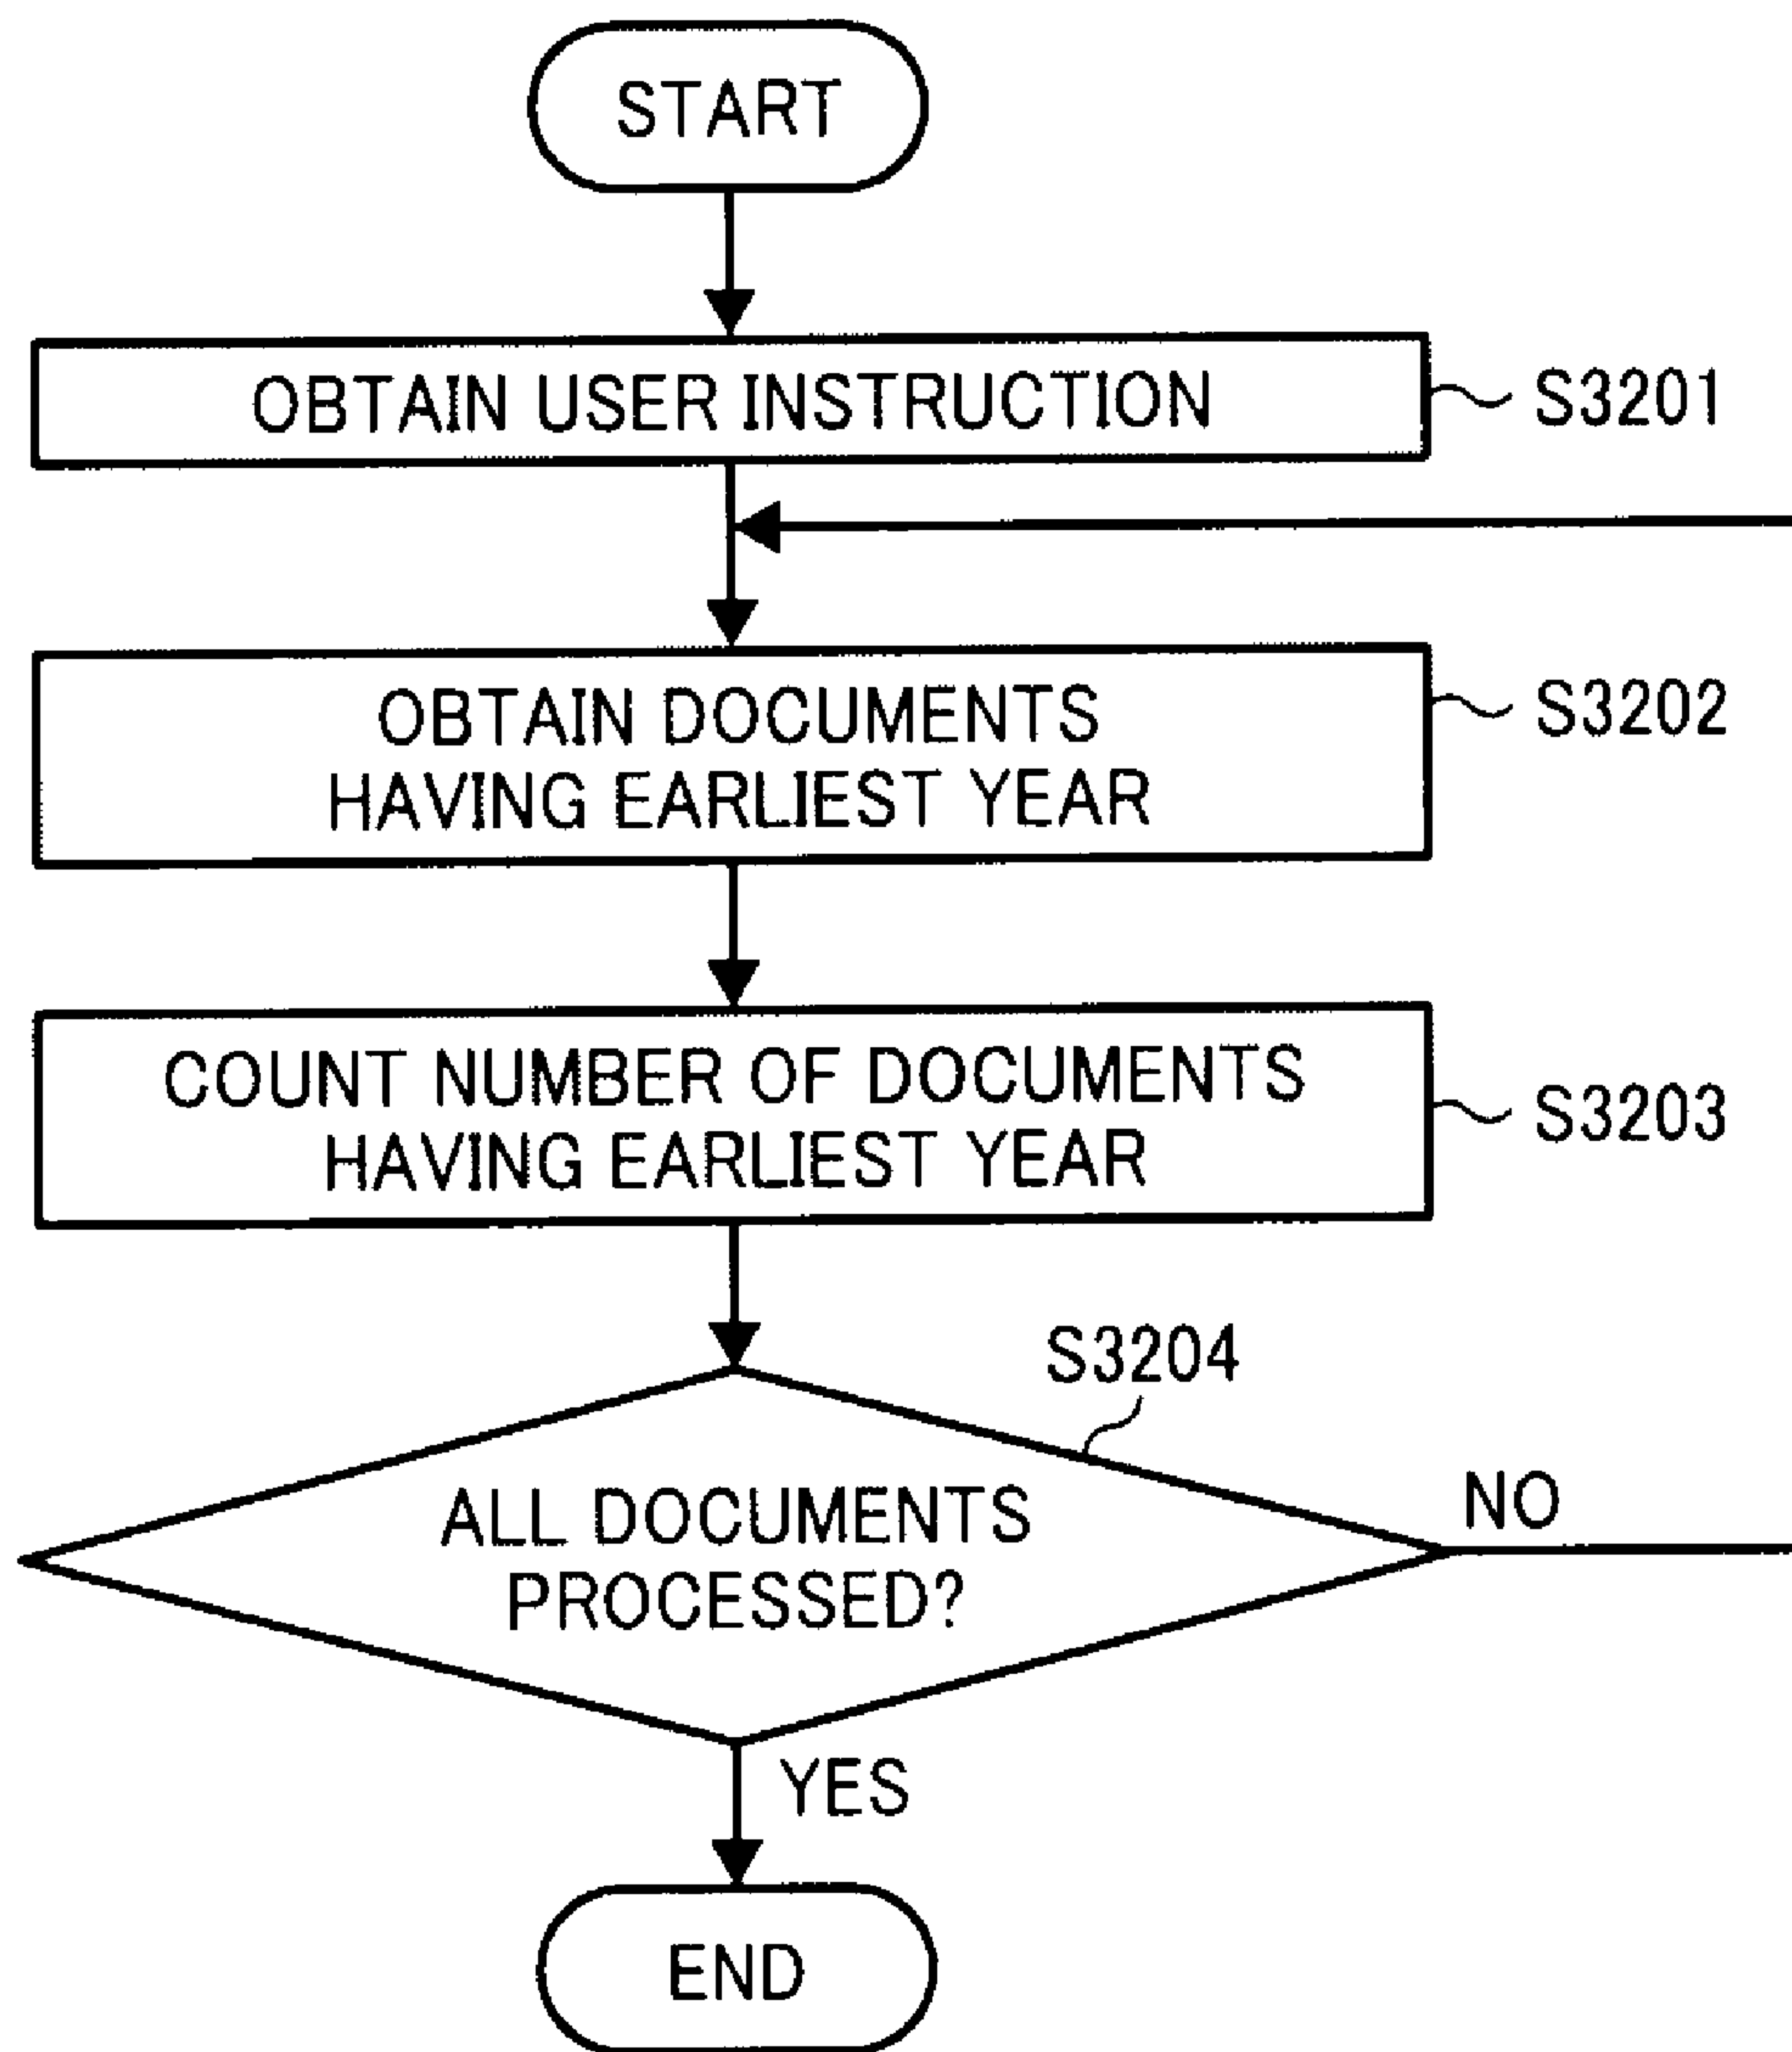 START
OBTAIN USER INSTRUCTION
S3201
OBTAIN DOCUMENTS
HAVING EARLIEST YEAR
S3202
COUNT NUMBER OF DOCUMENTS
HAVING EARLIEST YEAR
S3203
S3204
ALL DOCUMENTS
PROCESSED?
NO
YES
END